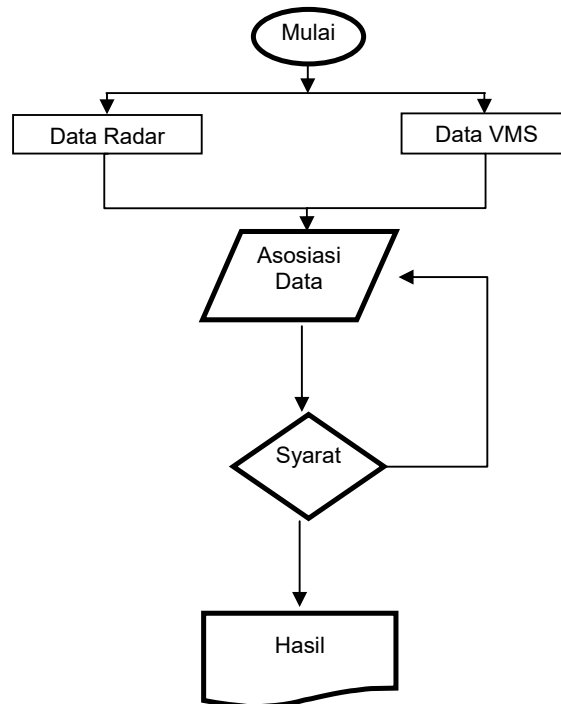 Mulai
Data Radar
Data VMS
Asosiasi
Data
Syarat
Hasil